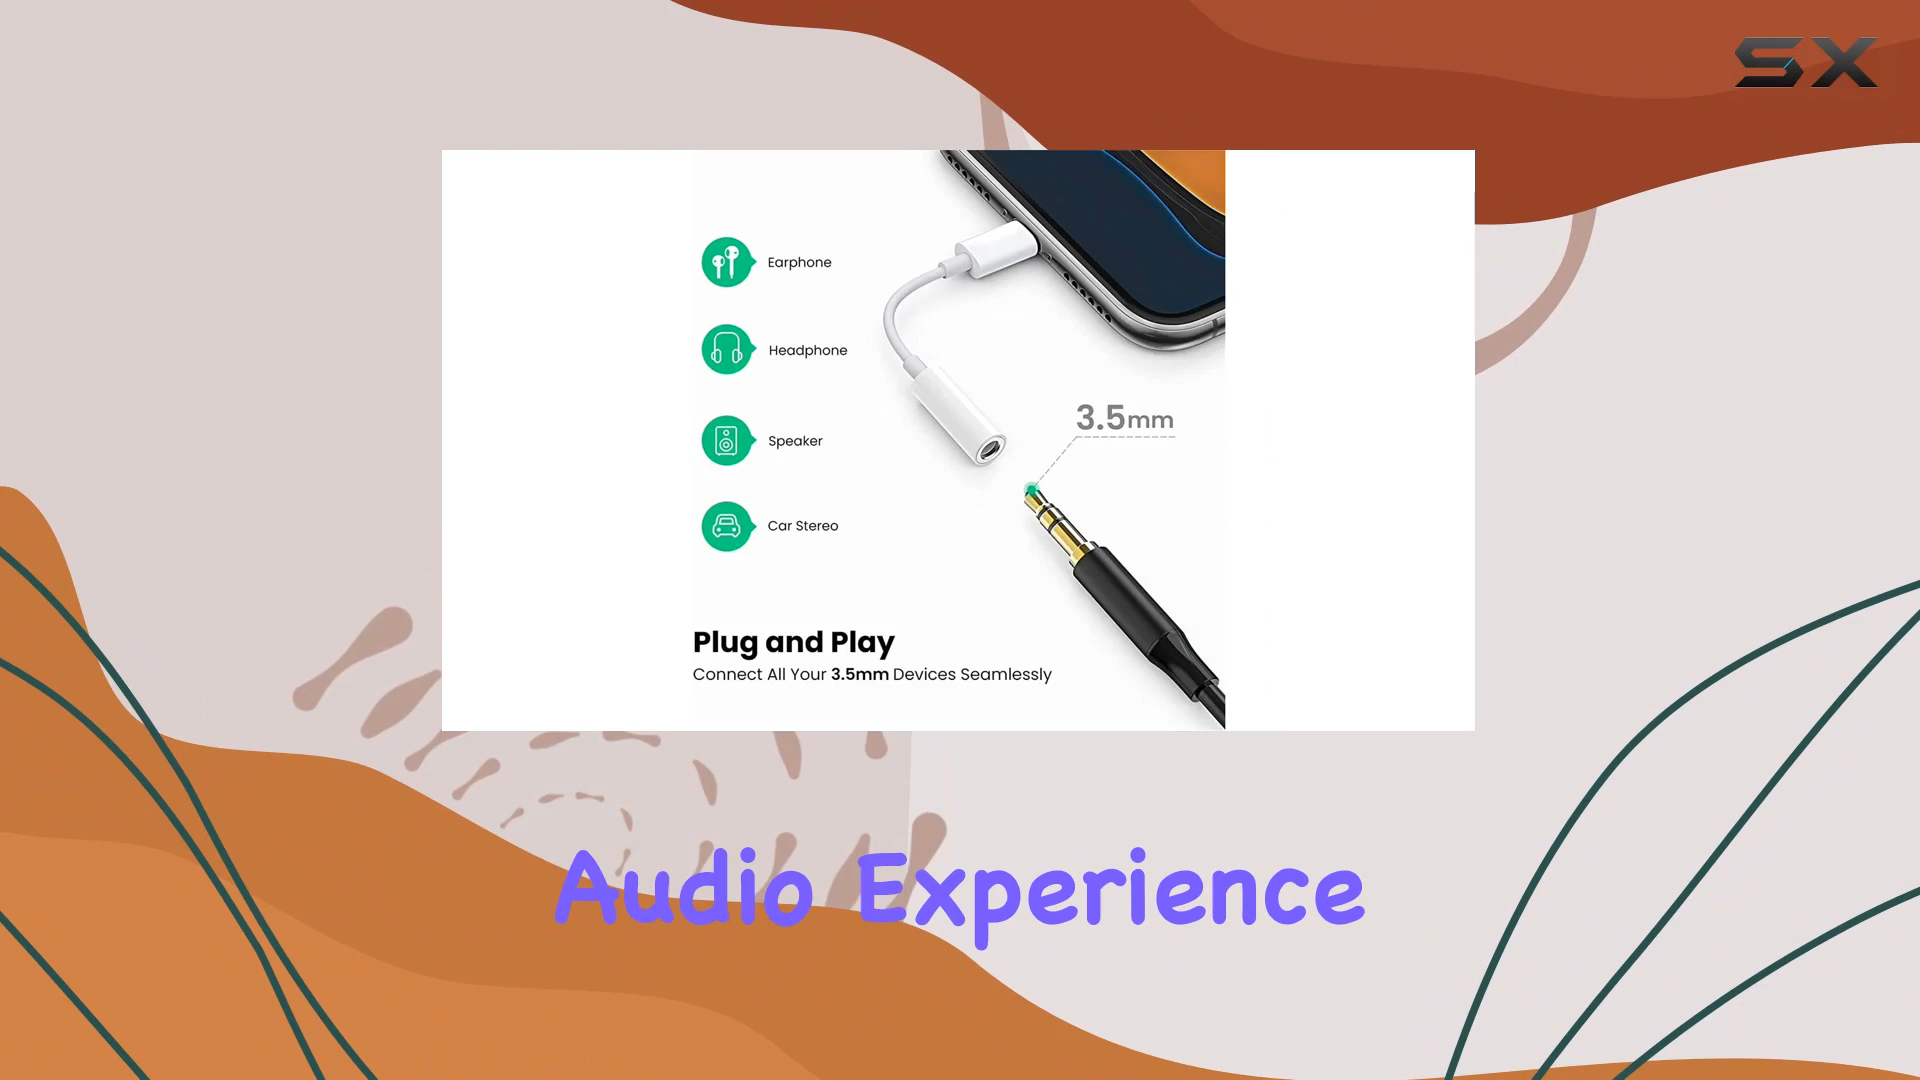 SX
Earphone
Headphone
Speaker
Car Stereo
3.5mm
Plug and Play
Connect All Your 3.5mm Devices Seamlessly
Audio Experience